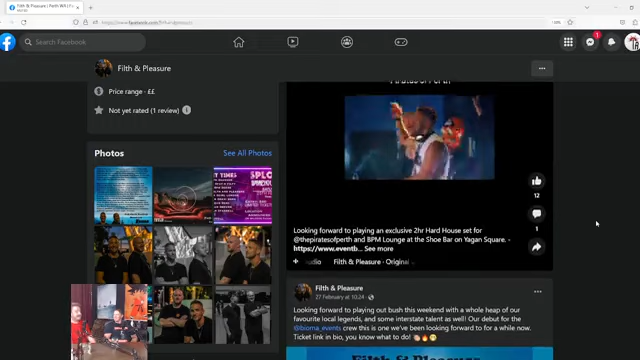 Filth & Pleasure | Perth WA
Search Facebook
Filth & Pleasure
Price range · ££
Not yet rated (1 review)
Photos
See All Photos
12
1
Looking forward to playing an exclusive 2hr Hard House set for
@thepiratesofperth and BPM Lounge at the Shoe Bar on Yagan Square. -
https://www.eventb... See more
Filth & Pleasure · Original
Filth & Pleasure
27 February at 10:24
Looking forward to playing out bush this weekend with a whole heap of our
favourite local legends, and some interstate talent as well! Our debut for the
crew this is one we've been looking forward to for a while now.
Ticket link in bio, you know what to do!
Filth & Pleasure